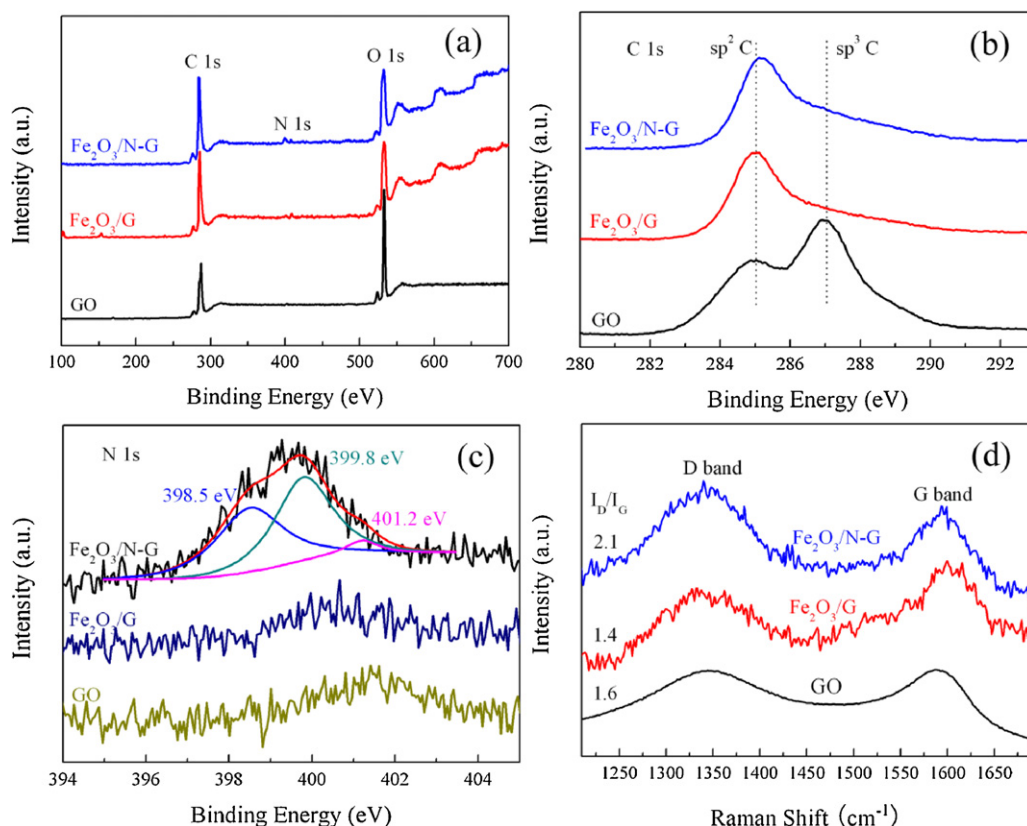 (a)
C 1s
O 1s
N 1s
Fe₂O₃/N-G
Fe₂O₃/G
GO
Intensity (a.u.)
100 200 300 400 500 600 700
Binding Energy (eV)
(b)
C 1s
sp² C
sp³ C
Fe₂O₃/N-G
Fe₂O₃/G
GO
Intensity (a.u.)
280 282 284 286 288 290 292
Binding Energy (eV)
(c)
N 1s
399.8 eV
398.5 eV
401.2 eV
Fe₂O₃/N-G
Fe₂O₃/G
GO
Intensity (a.u.)
394 396 398 400 402 404
Binding Energy (eV)
(d)
D band
G band
I_D/I_G
2.1
Fe₂O₃/N-G
Fe₂O₃/G
1.4
GO
1.6
Intensity (a.u.)
1250 1300 1350 1400 1450 1500 1550 1600 1650
Raman Shift (cm⁻¹)